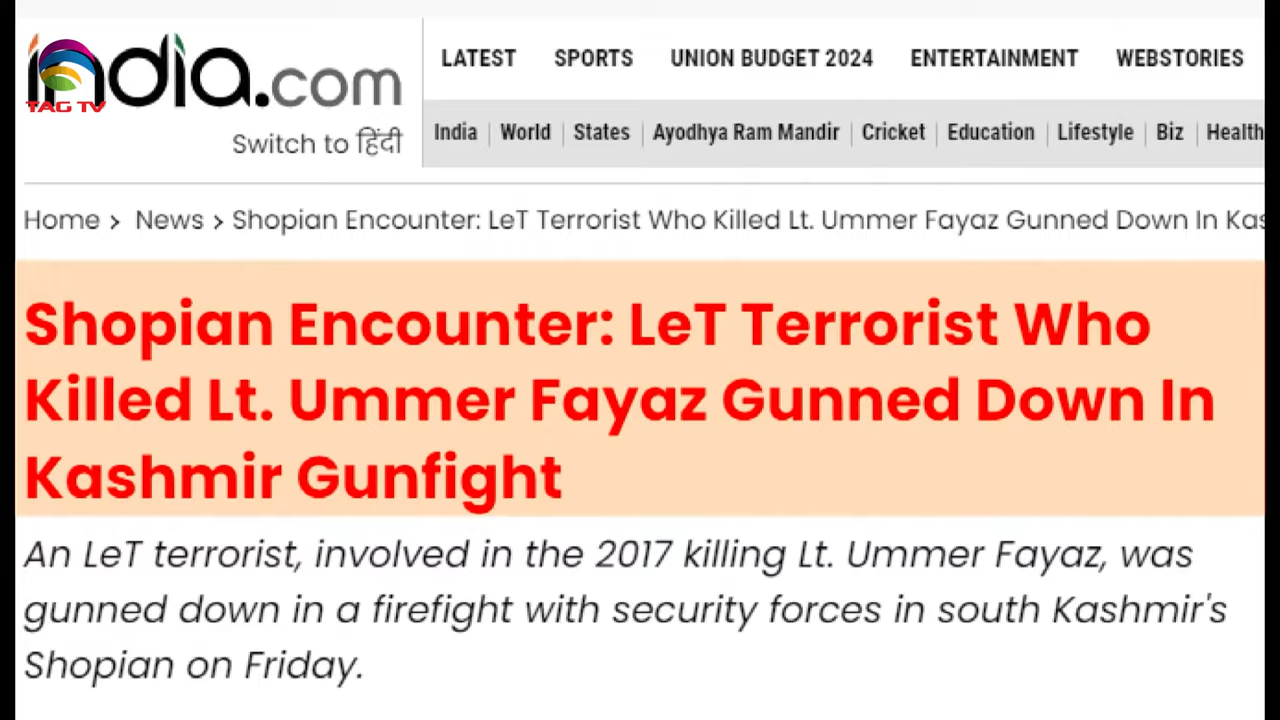 india.com
TAG TV
Switch to हिंदी
LATEST SPORTS UNION BUDGET 2024 ENTERTAINMENT WEBSTORIES
India World States Ayodhya Ram Mandir Cricket Education Lifestyle Biz Health
Home > News > Shopian Encounter: LeT Terrorist Who Killed Lt. Ummer Fayaz Gunned Down In Kas
Shopian Encounter: LeT Terrorist Who
Killed Lt. Ummer Fayaz Gunned Down In
Kashmir Gunfight
An LeT terrorist, involved in the 2017 killing Lt. Ummer Fayaz, was
gunned down in a firefight with security forces in south Kashmir's
Shopian on Friday.